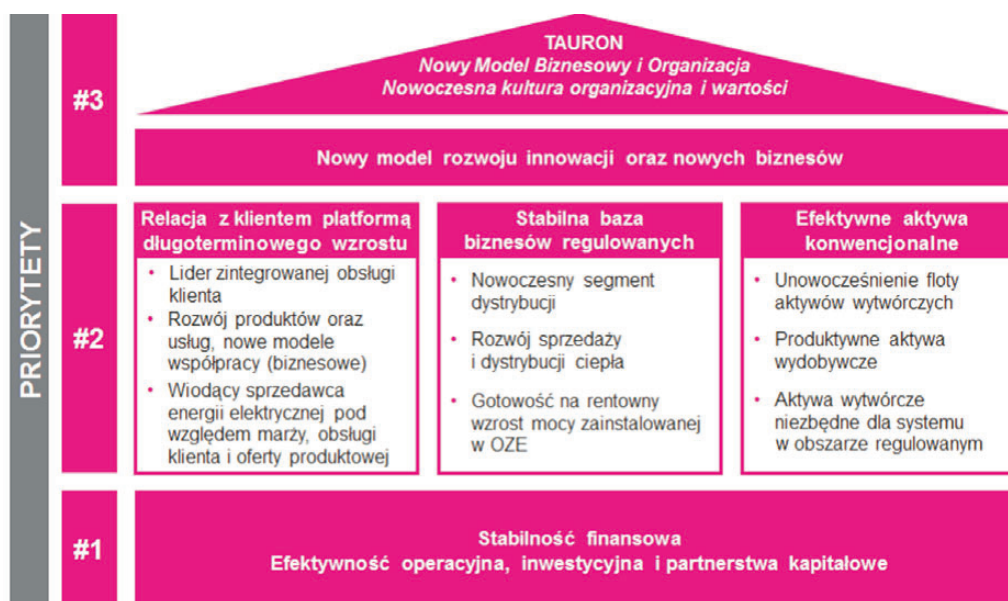 PRIORYTETY
#3
TAURON
Nowy Model Biznesowy i Organizacja
Nowoczesna kultura organizacyjna i wartości
Nowy model rozwoju innowacji oraz nowych biznesów
#2
Relacja z klientem platformą
długoterminowego wzrostu
• Lider zintegrowanej obsługi
klienta
• Rozwój produktów oraz
usług, nowe modele
współpracy (biznesowe)
• Wiodący sprzedawca
energii elektrycznej pod
względem marży, obsługi
klienta i oferty produktowej
Stabilna baza
biznesów regulowanych
• Nowoczesny segment
dystrybucji
• Rozwój sprzedaży
i dystrybucji ciepła
• Gotowość na rentowny
wzrost mocy zainstalowanej
w OZE
Efektywne aktywa
konwencjonalne
• Unowocześnienie floty
aktywów wytwórczych
• Produktywne aktywa
wydobywcze
• Aktywa wytwórcze
niezbędne dla systemu
w obszarze regulowanym
#1
Stabilność finansowa
Efektywność operacyjna, inwestycyjna i partnerstwa kapitałowe